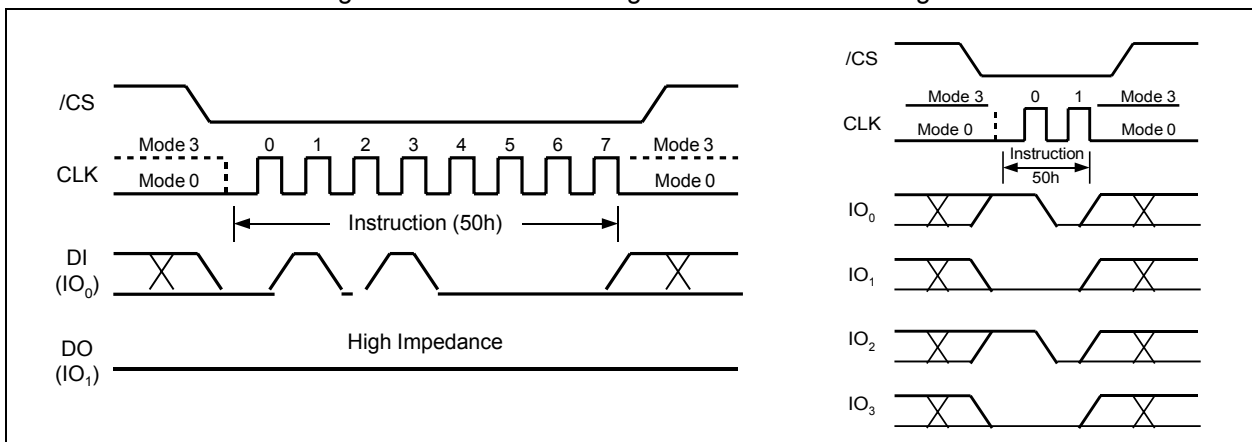 /CS
Mode 3 0 1 2 3 4 5 6 7 Mode 3
CLK
Mode 0 Mode 0
Instruction (50h)
DI
(IO0)
High Impedance
DO
(IO1)
/CS
Mode 3 0 1 Mode 3
CLK
Mode 0 Mode 0
Instruction
50h
IO0
IO1
IO2
IO3